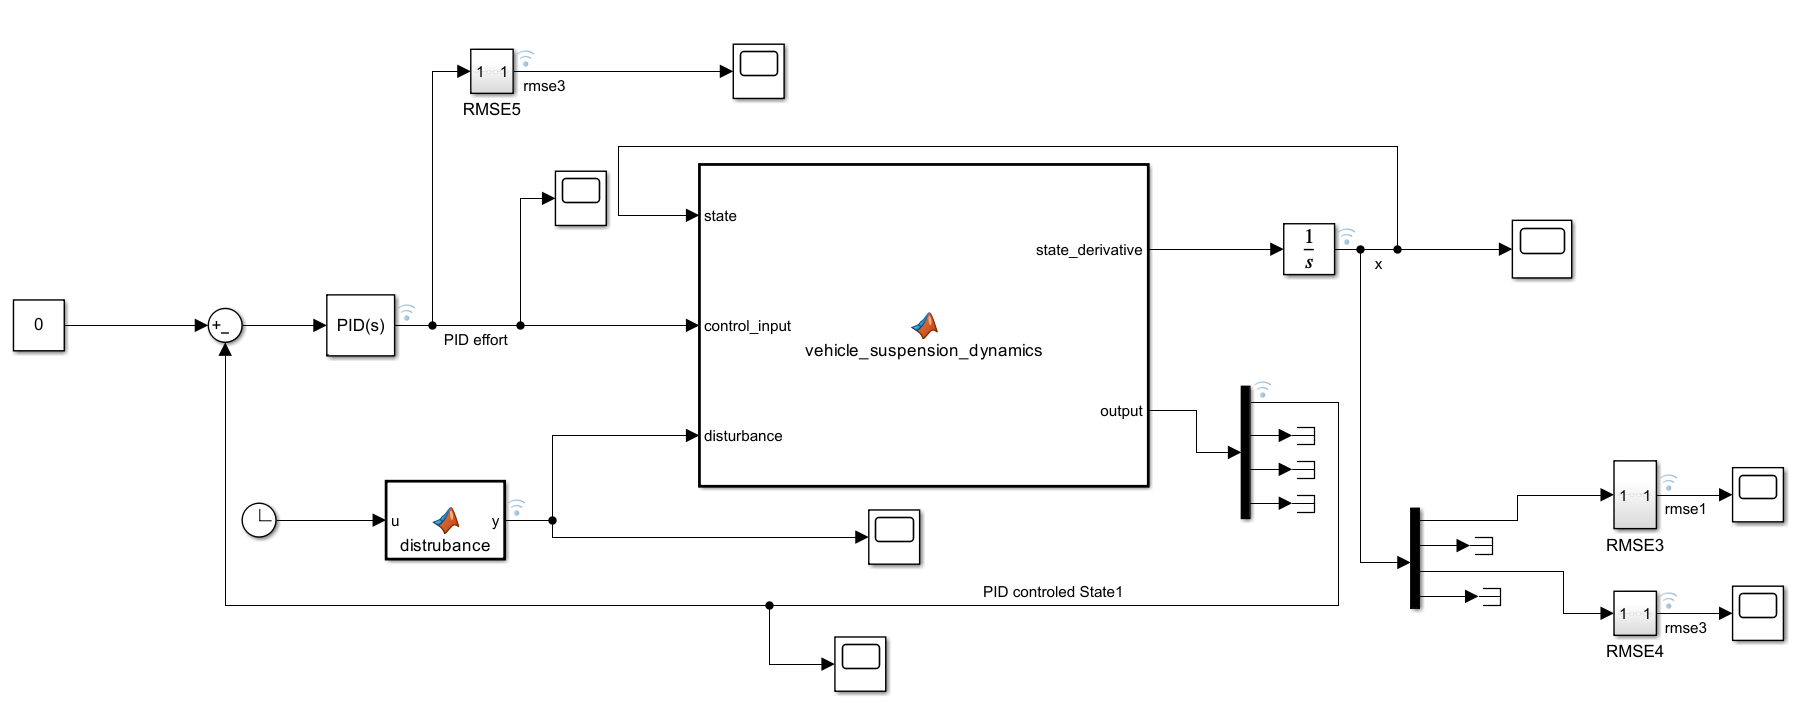 1 1
rmse3
RMSE5
state
state_derivative
1
s
x
0
+
−
PID(s)
PID effort
control_input
vehicle_suspension_dynamics
output
disturbance
u
y
distrubance
1 1
rmse1
RMSE3
PID controled State1
1 1
rmse3
RMSE4